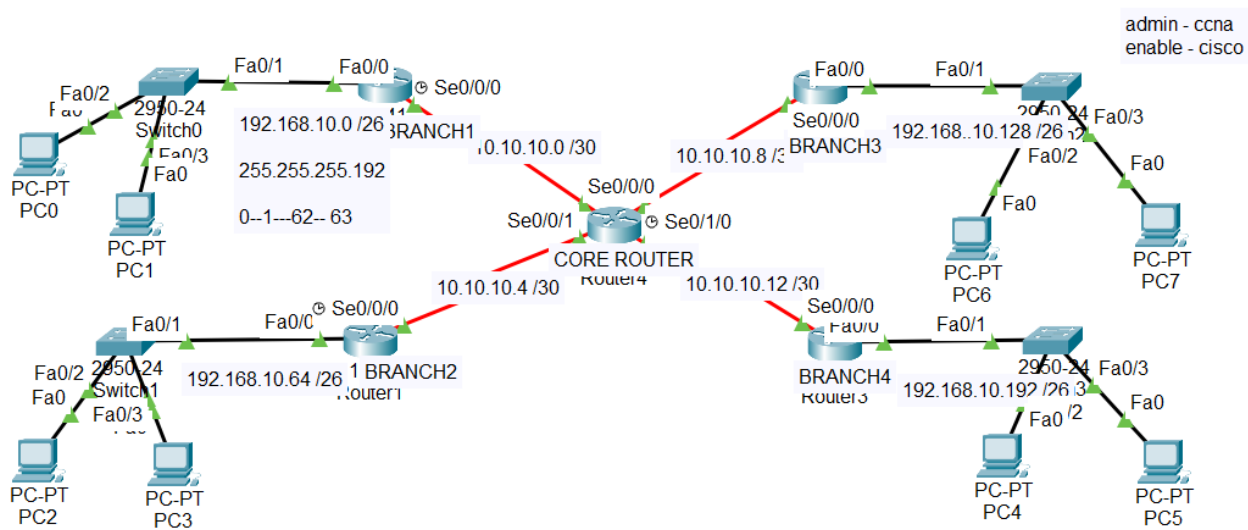 admin - ccna
enable - cisco
Fa0/1
Fa0/0
Se0/0/0
Fa0/2
2950-24
Switch0
Fa0/3
Fa0
PC-PT
PC0
PC-PT
PC1
192.168.10.0 /26
255.255.255.192
0--1---62-- 63
BRANCH1
10.10.10.0 /30
Fa0/0
Fa0/1
Se0/0/0
BRANCH3
192.168..10.128 /26
2950-24
Fa0/3
Fa0/2
Fa0
Fa0
PC-PT
PC6
PC-PT
PC7
10.10.10.8
Se0/0/0
Se0/0/1
Se0/1/0
CORE ROUTER
Router4
10.10.10.4 /30
10.10.10.12 /30
Fa0/1
Fa0/0
Se0/0/0
2950-24
Switch1
192.168.10.64 /26
1 BRANCH2
Router1
Fa0/2
Fa0
Fa0/3
PC-PT
PC2
PC-PT
PC3
Se0/0/0
Fa0/0
Fa0/1
BRANCH4
Router3
192.168.10.192 /26
2950-24
Fa0/3
Fa0
Fa0
PC-PT
PC4
PC-PT
PC5